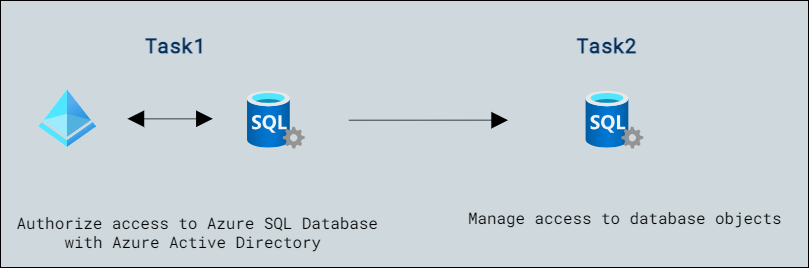 Task1
Task2
SQL
SQL
Authorize access to Azure SQL Database
with Azure Active Directory
Manage access to database objects